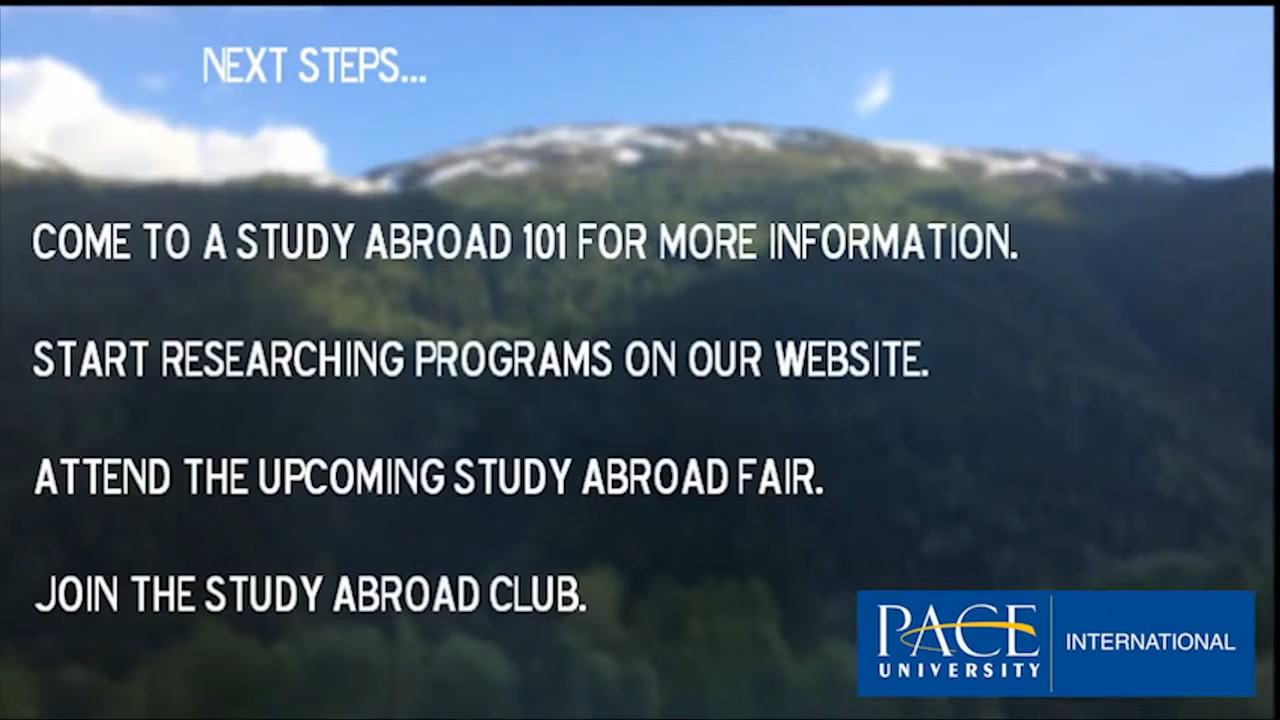 NEXT STEPS...
COME TO A STUDY ABROAD 101 FOR MORE INFORMATION.
START RESEARCHING PROGRAMS ON OUR WEBSITE.
ATTEND THE UPCOMING STUDY ABROAD FAIR.
JOIN THE STUDY ABROAD CLUB.
PACE
UNIVERSITY
INTERNATIONAL